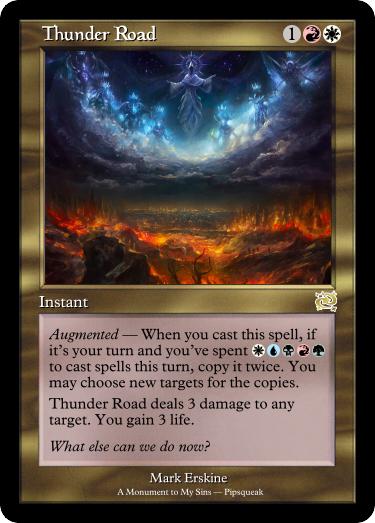 Thunder Road 1
Instant
Augmented — When you cast this spell, if
it's your turn and you've spent
to cast spells this turn, copy it twice. You
may choose new targets for the copies.
Thunder Road deals 3 damage to any
target. You gain 3 life.
What else can we do now?
Mark Erskine
A Monument to My Sins — Pipsqueak